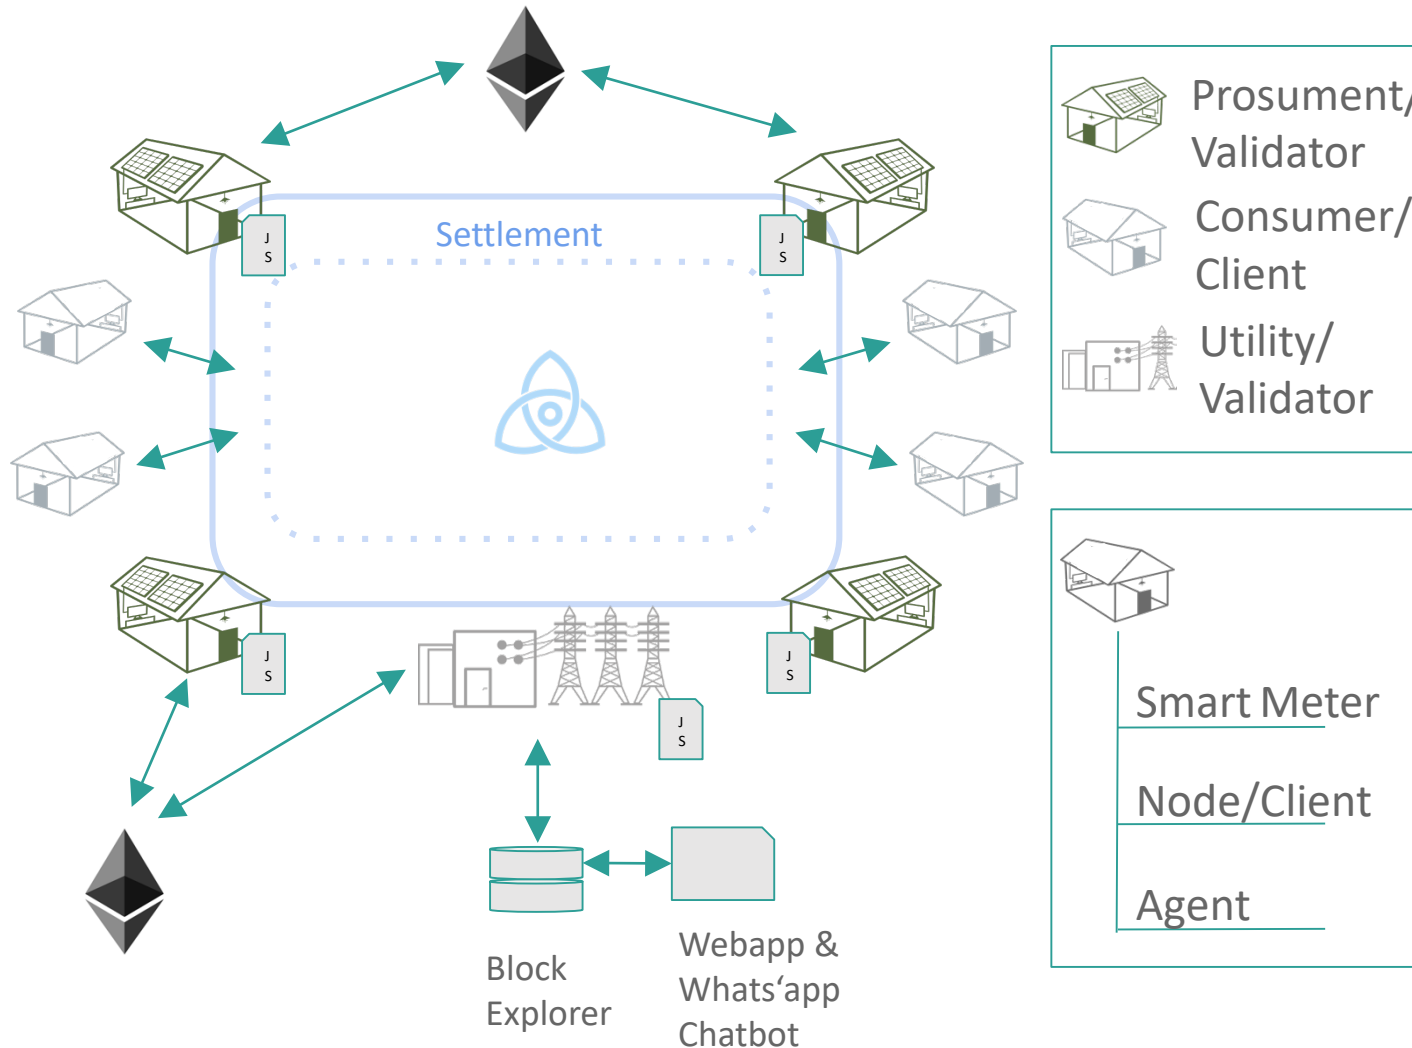 Prosument/
Validator
Consumer/
Client
Utility/
Validator
Settlement
J
S
J
S
J
S
J
S
J
S
Smart Meter
Node/Client
Agent
Block
Explorer
Webapp &
Whats‘app
Chatbot